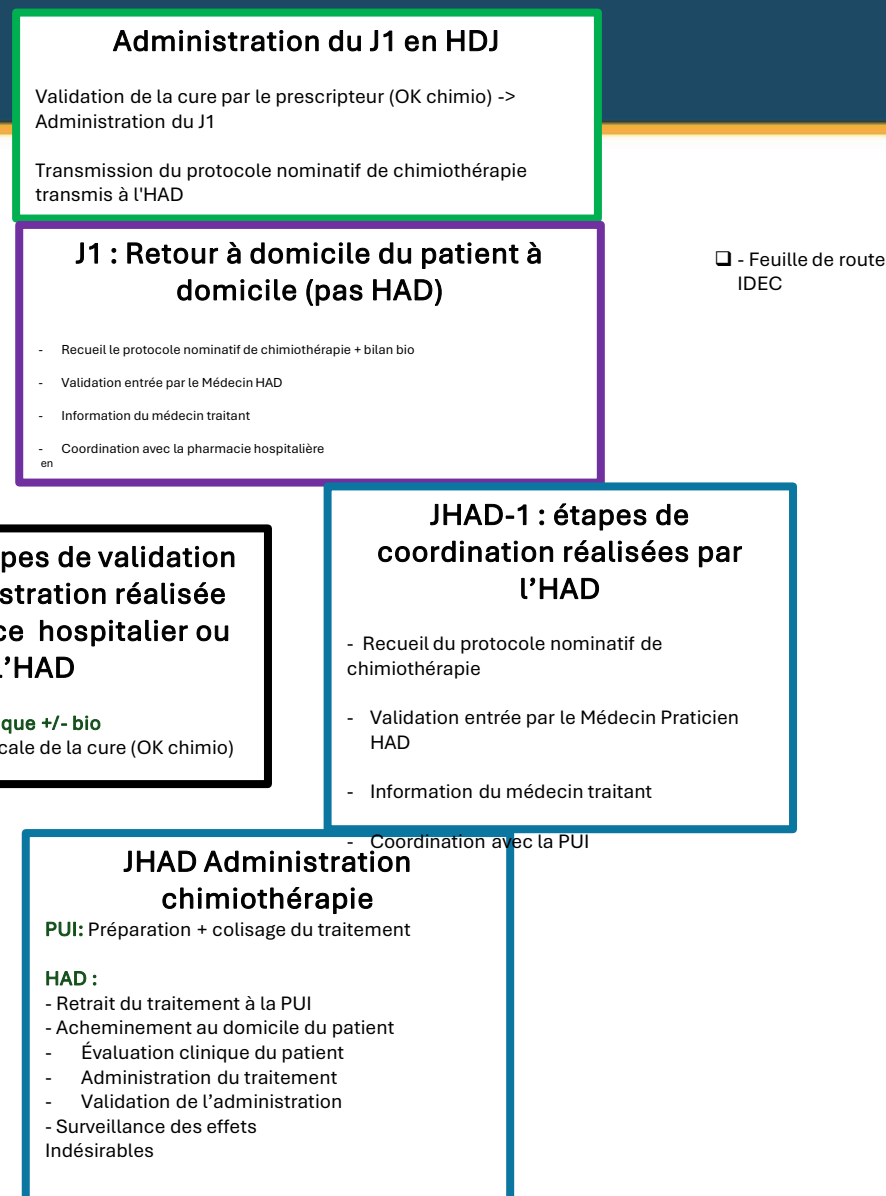 Administration du J1 en HDJ
Validation de la cure par le prescripteur (OK chimio) ->
Administration du J1
Transmission du protocole nominatif de chimiothérapie
transmis à l'HAD
J1 : Retour à domicile du patient à
domicile (pas HAD)
- Recueil le protocole nominatif de chimiothérapie + bilan bio
- Validation entrée par le Médecin HAD
- Information du médecin traitant
- Coordination avec la pharmacie hospitalière
en
❑ - Feuille de route
IDEC
pes de validation
stration réalisée
ce hospitalier ou
l'HAD
que +/- bio
cale de la cure (OK chimio)
JHAD-1 : étapes de
coordination réalisées par
l’HAD
- Recueil du protocole nominatif de
chimiothérapie
- Validation entrée par le Médecin Praticien
HAD
- Information du médecin traitant
- Coordination avec la PUI
JHAD Administration
chimiothérapie
PUI: Préparation + colisage du traitement
HAD :
- Retrait du traitement à la PUI
- Acheminement au domicile du patient
- Évaluation clinique du patient
- Administration du traitement
- Validation de l’administration
- Surveillance des effets
Indésirables